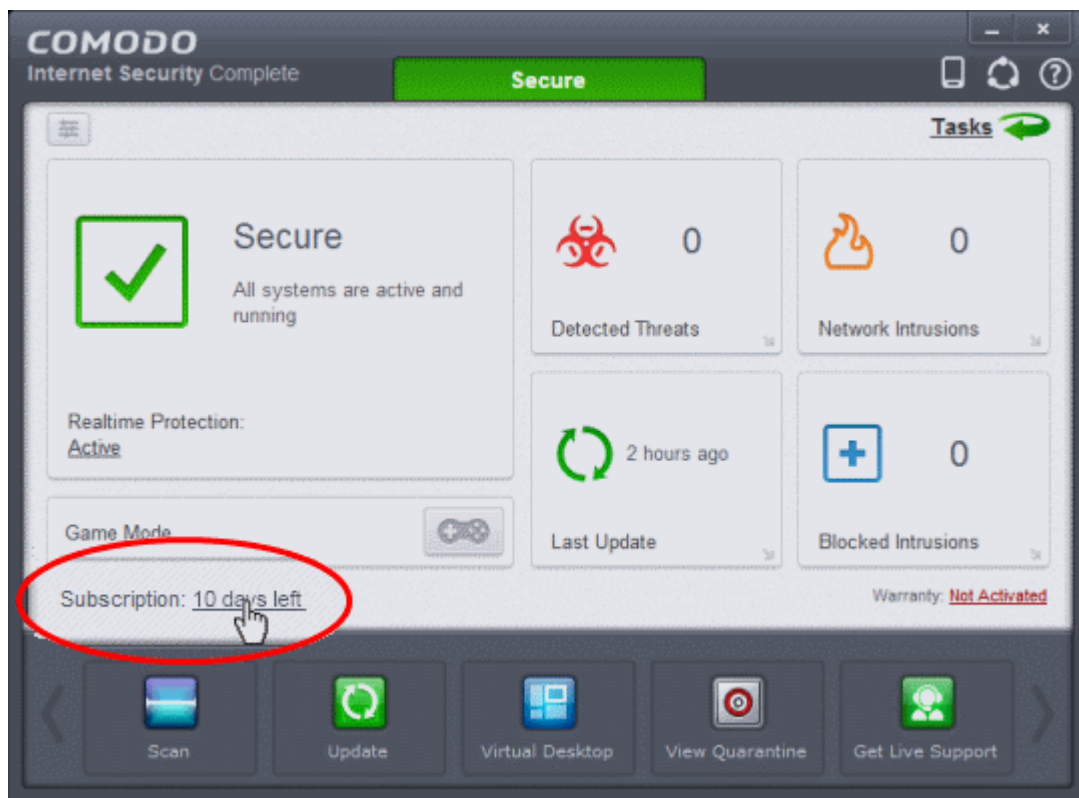 COMODO
Internet Security Complete
Secure
Tasks
Secure
All systems are active and
running
Realtime Protection:
Active
0
Detected Threats
0
Network Intrusions
2 hours ago
Last Update
0
Blocked Intrusions
Game Mode
Subscription: 10 days left
Warranty: Not Activated
Scan
Update
Virtual Desktop
View Quarantine
Get Live Support